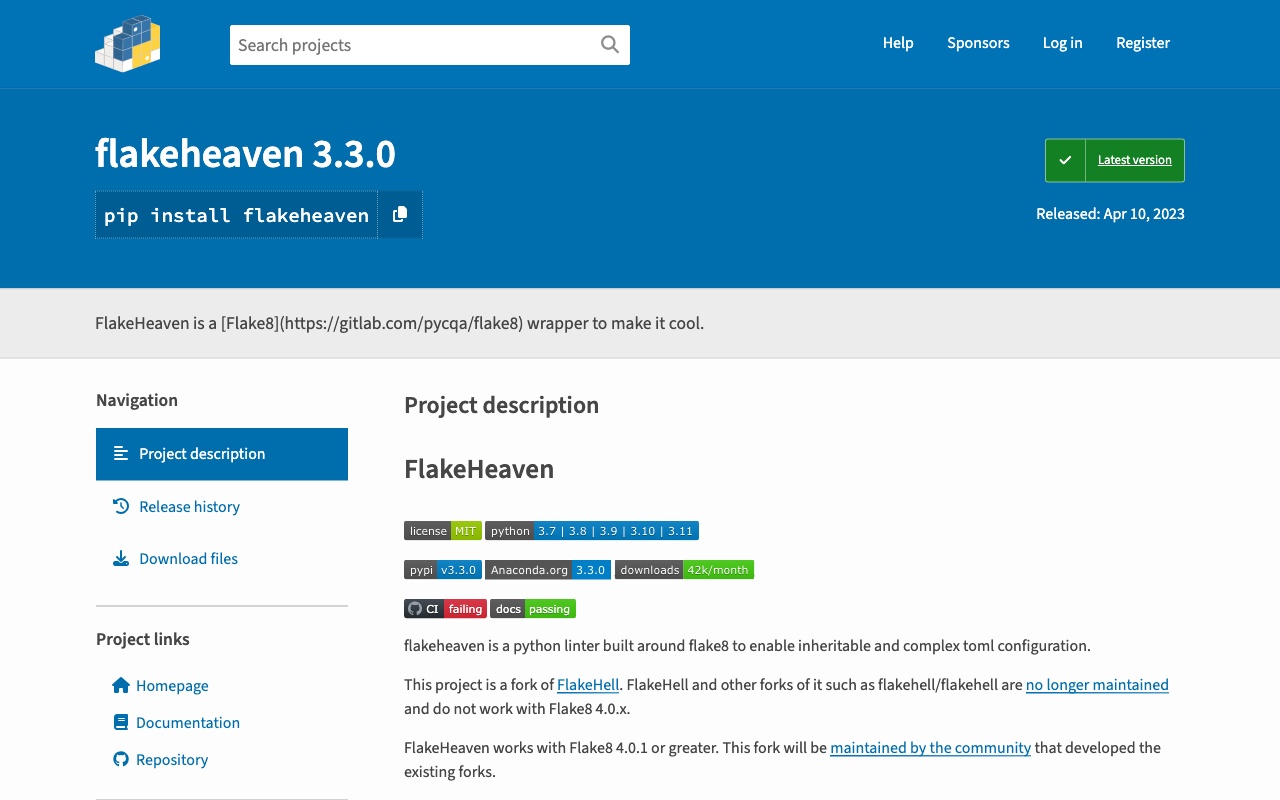 Search projects
Help
Sponsors
Log in
Register
flakeheaven 3.3.0
pip install flakeheaven
Latest version
Released: Apr 10, 2023
FlakeHeaven is a [Flake8](https://gitlab.com/pycqa/flake8) wrapper to make it cool.
Navigation
Project description
Release history
Download files
Project links
Homepage
Documentation
Repository
Project description
FlakeHeaven
license MIT python 3.7 | 3.8 | 3.9 | 3.10 | 3.11
pypi v3.3.0 Anaconda.org 3.3.0 downloads 42k/month
CI failing docs passing
flakeheaven is a python linter built around flake8 to enable inheritable and complex toml configuration.
This project is a fork of FlakeHell. FlakeHell and other forks of it such as flakehell/flakehell are no longer maintained
and do not work with Flake8 4.0.x.
FlakeHeaven works with Flake8 4.0.1 or greater. This fork will be maintained by the community that developed the
existing forks.